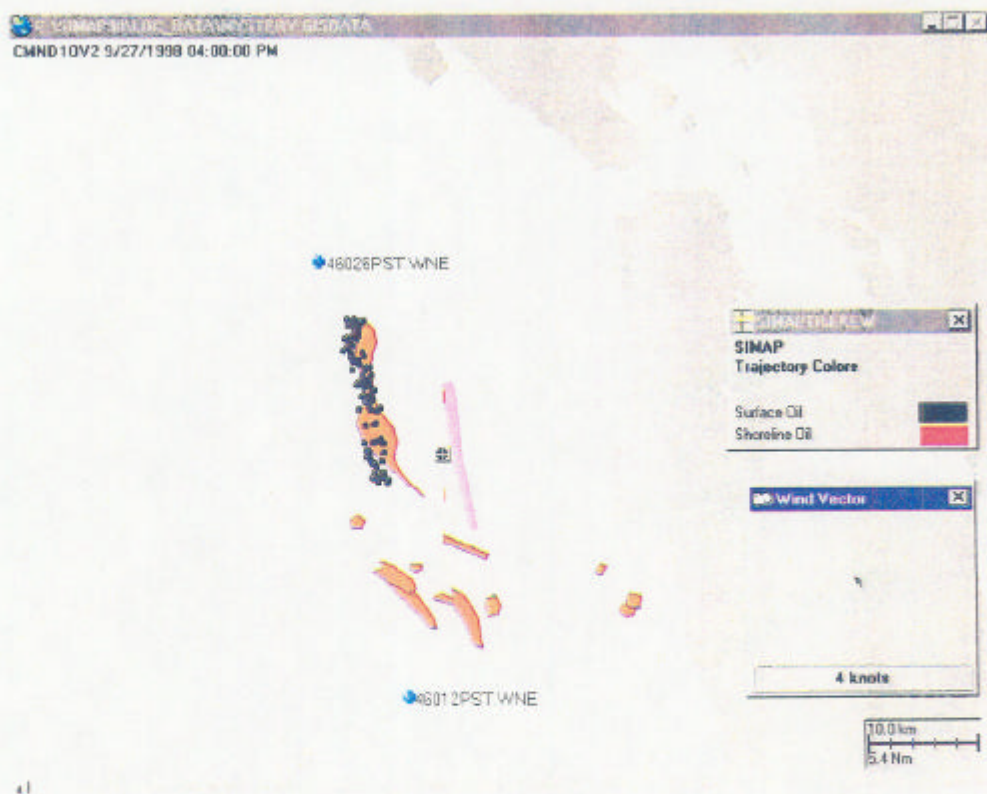 CMND10V2 9/27/1998 04:00:00 PM
46026PST.WNE
SIMAP
Trajectory Colors
Surface Oil
Shoreline Oil
Wind Vector
4 knots
46012PST.WNE
10.0 km
5.4 Nm